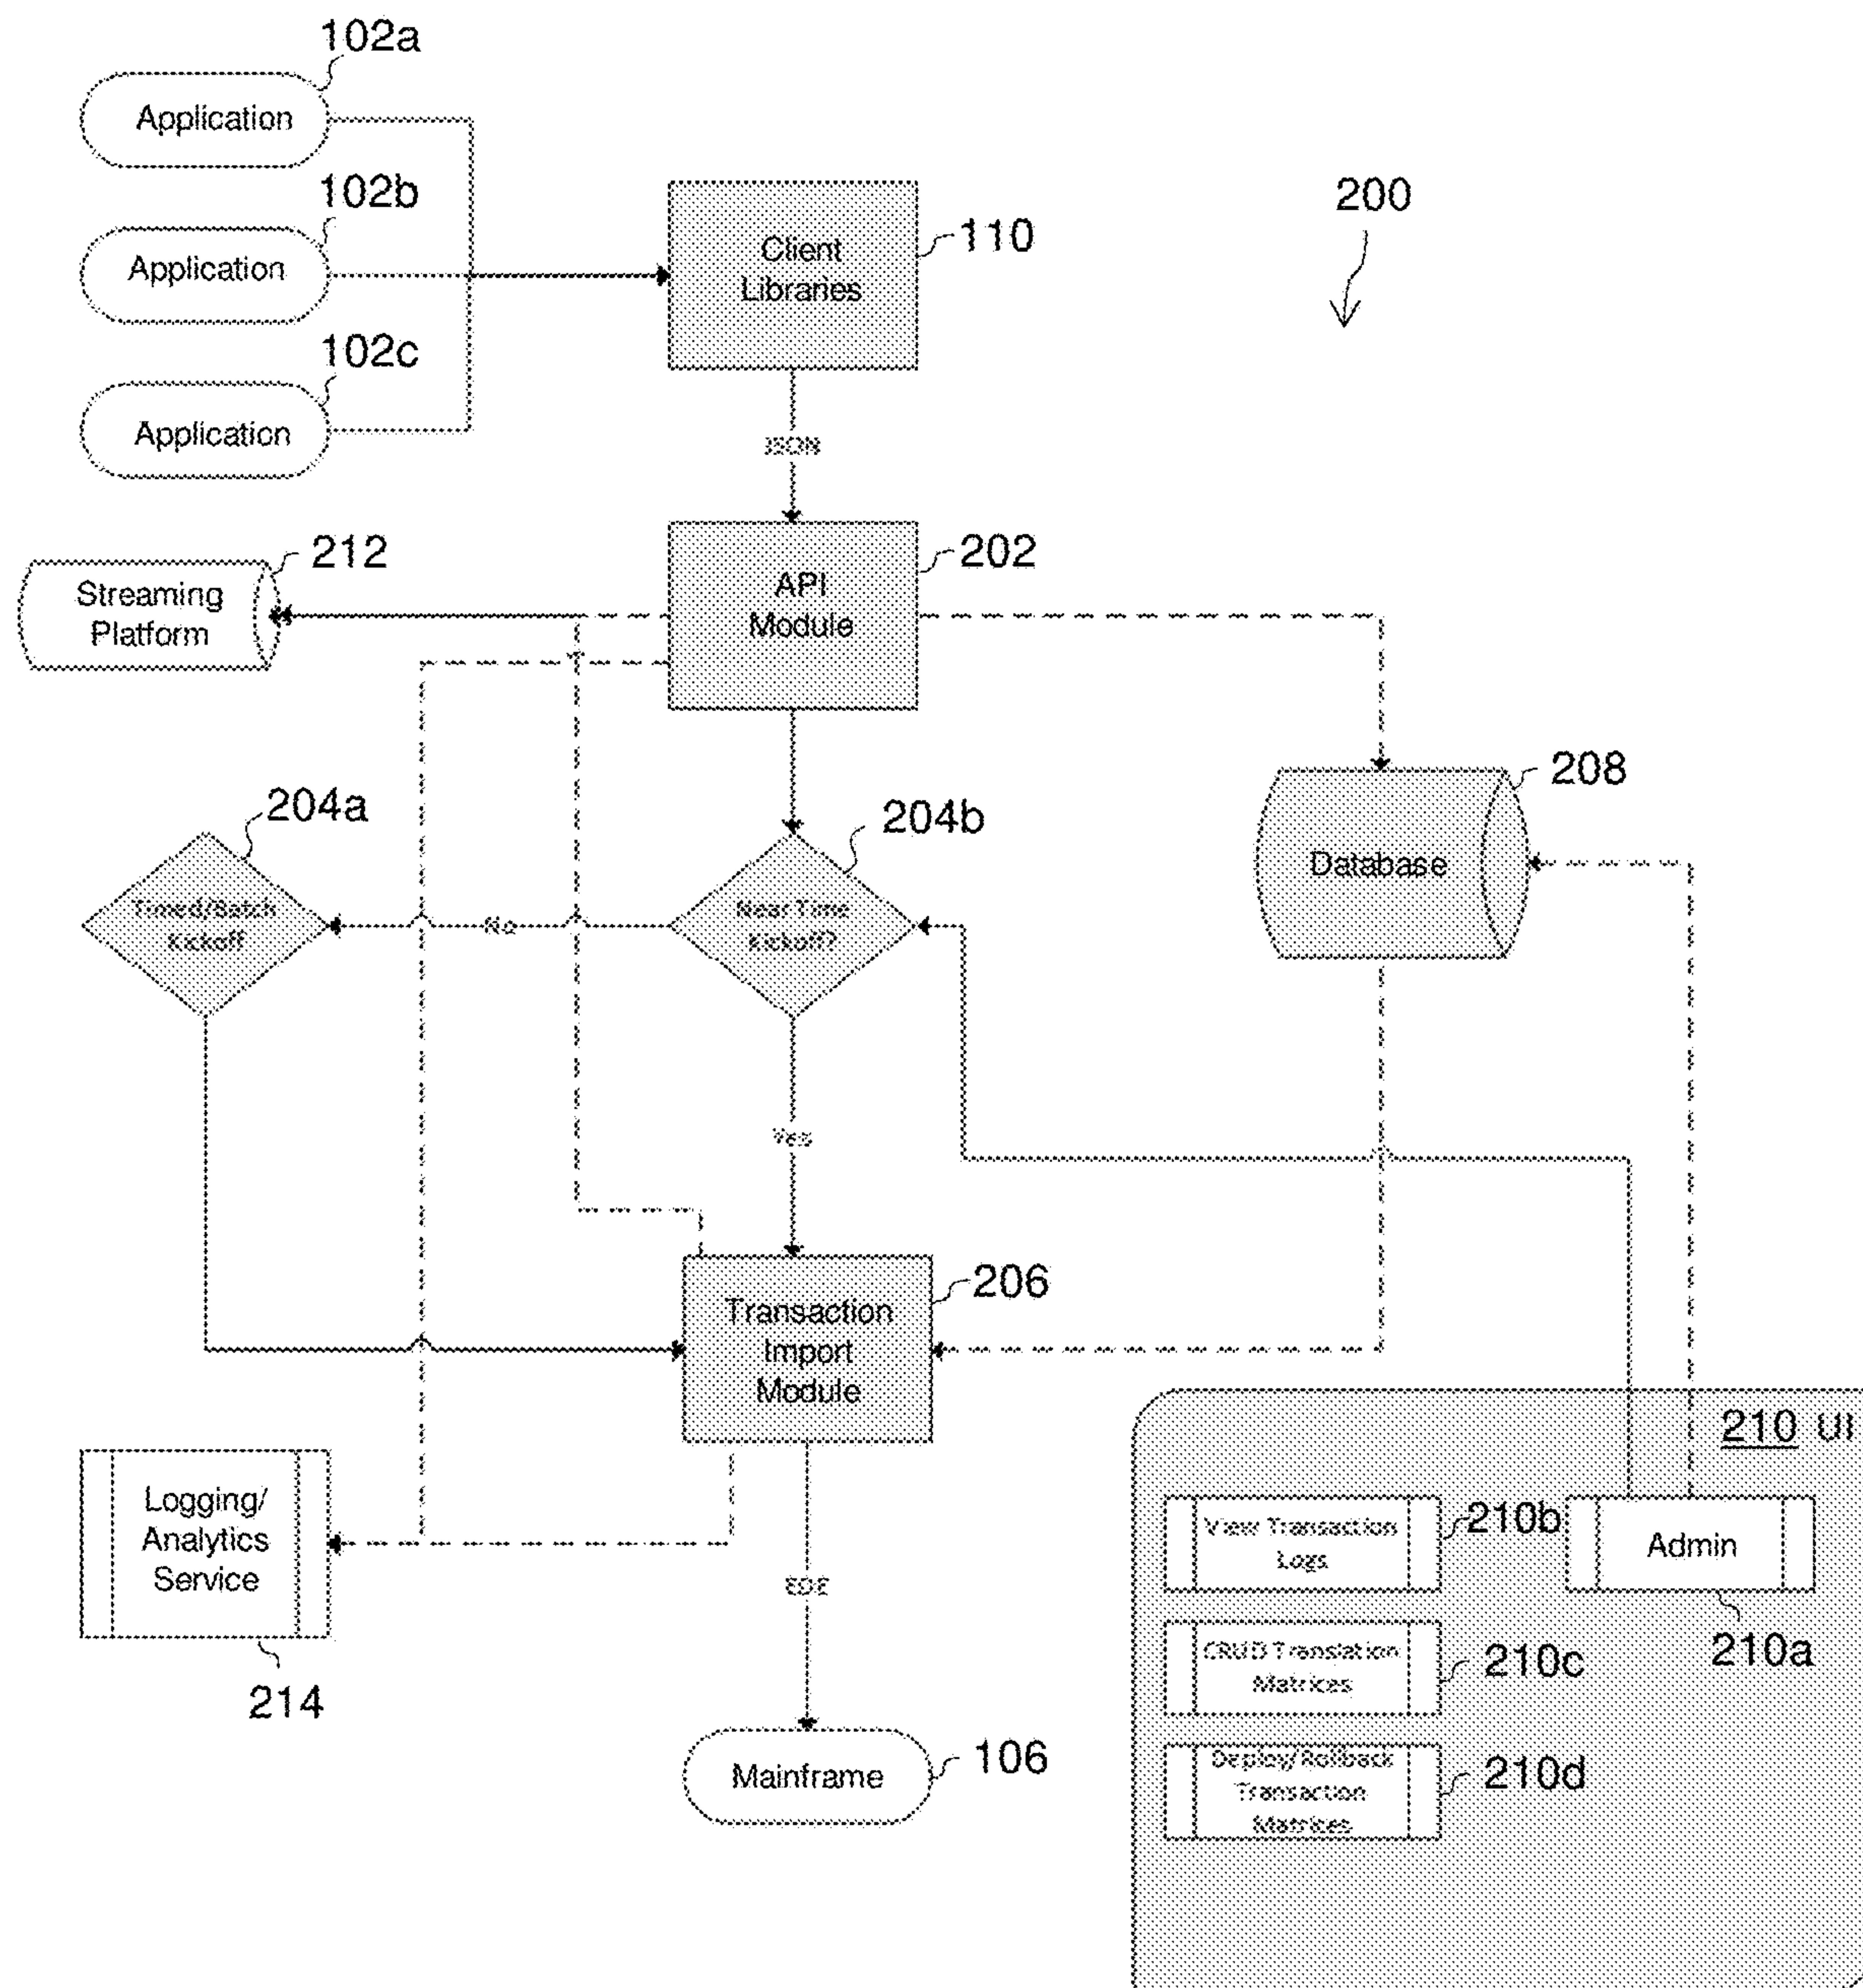 102a
Application
102b
Application
102c
Application
Client
Libraries
110
200
JSON
212
Streaming
Platform
API
Module
202
208
Database
204a
Timed/Batch
Kickoff
No
204b
Near Time
Kickoff?
Yes
206
Transaction
Import
Module
Logging/
Analytics
Service
214
EOE
Mainframe
106
210 UI
View Transaction
Logs
210b
Admin
210a
CRUD Translation
Matrices
210c
Deploy/Rollback
Transaction
Matrices
210d